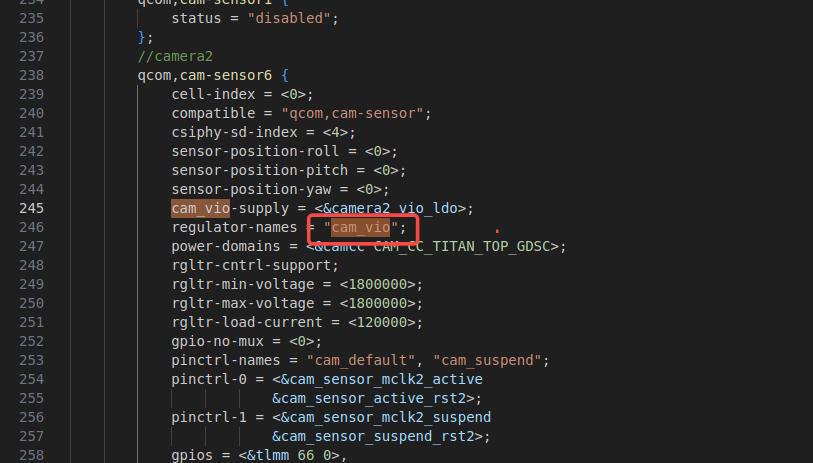 234 qcom,cam-sensor1 {
235 status = "disabled";
236 };
237 //camera2
238 qcom,cam-sensor6 {
239 cell-index = <0>;
240 compatible = "qcom,cam-sensor";
241 csiphy-sd-index = <4>;
242 sensor-position-roll = <0>;
243 sensor-position-pitch = <0>;
244 sensor-position-yaw = <0>;
245 cam_vio-supply = <&camera2_vio_ldo>;
246 regulator-names = "cam_vio";
247 power-domains = <&camcc CAM_CC_TITAN_TOP_GDSC>;
248 rgltr-cntrl-support;
249 rgltr-min-voltage = <1800000>;
250 rgltr-max-voltage = <1800000>;
251 rgltr-load-current = <120000>;
252 gpio-no-mux = <0>;
253 pinctrl-names = "cam_default", "cam_suspend";
254 pinctrl-0 = <&cam_sensor_mclk2_active
255 &cam_sensor_active_rst2>;
256 pinctrl-1 = <&cam_sensor_mclk2_suspend
257 &cam_sensor_suspend_rst2>;
258 gpios = <&tlmm 66 0>,